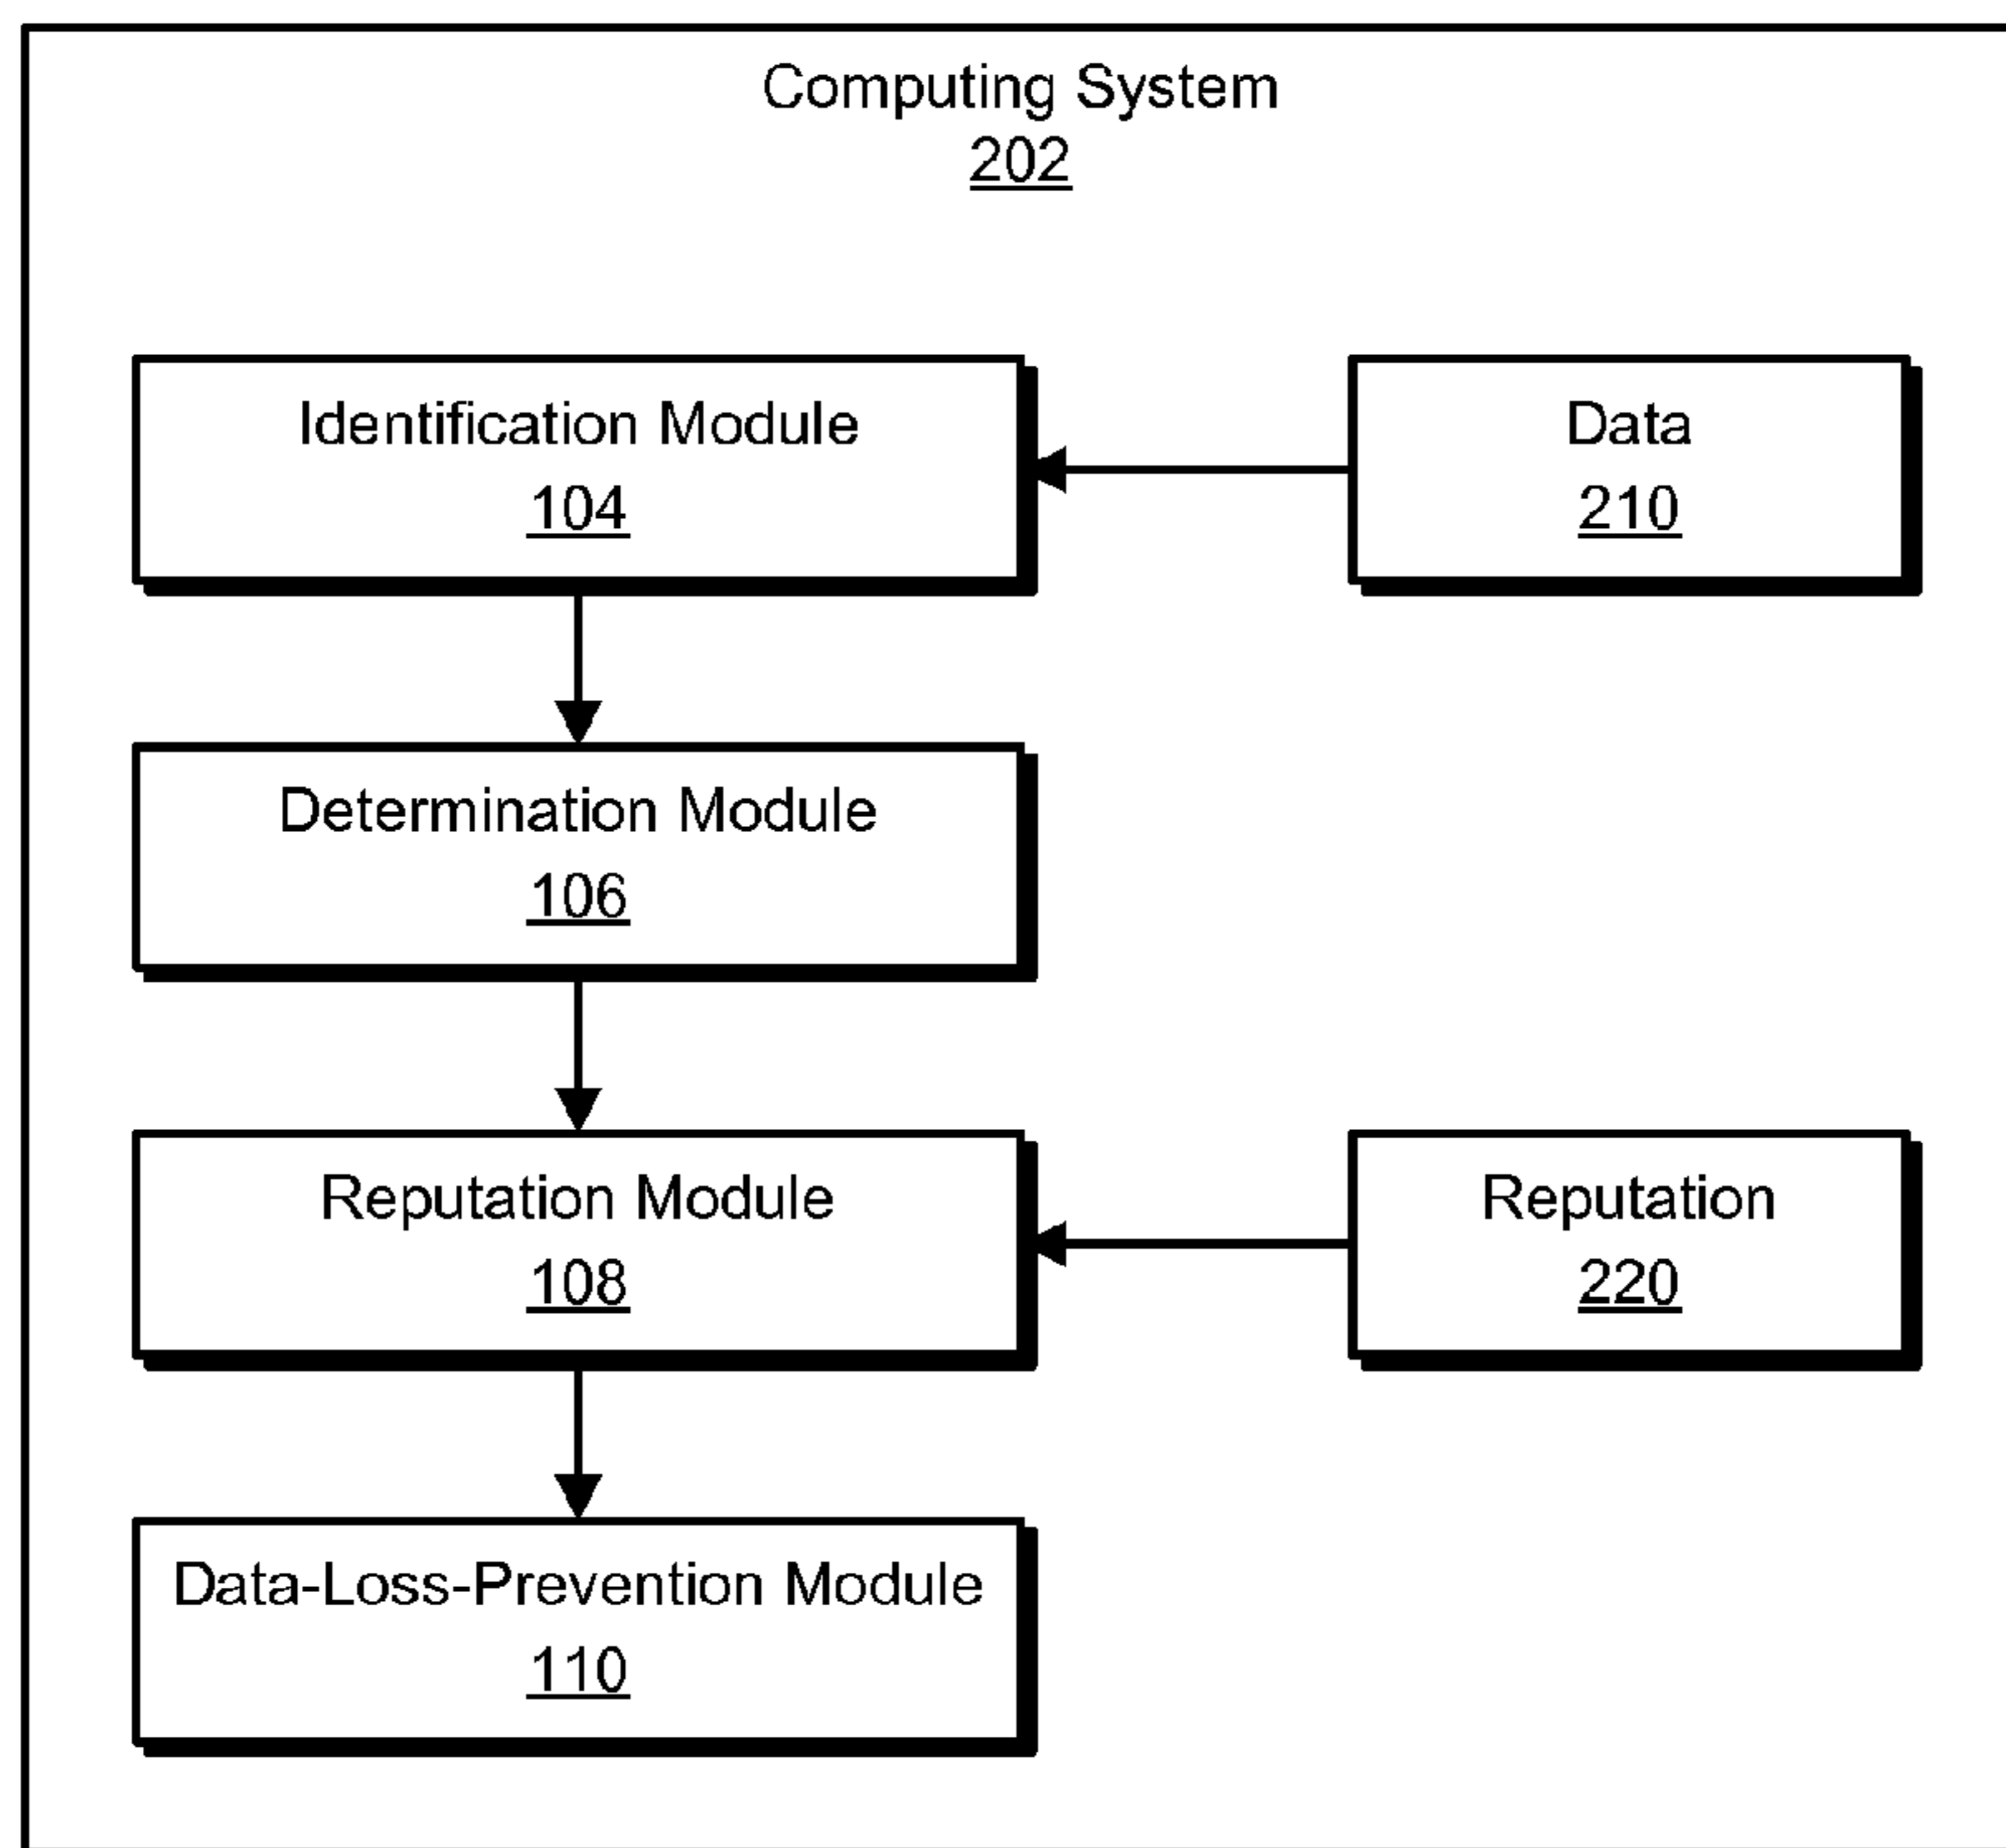 Computing System
202
Identification Module
104
Data
210
Determination Module
106
Reputation Module
108
Reputation
220
Data-Loss-Prevention Module
110